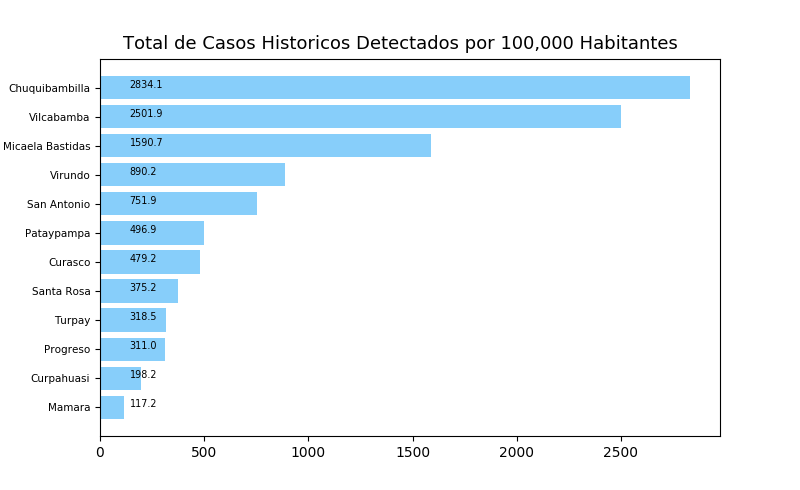 Total de Casos Historicos Detectados por 100,000 Habitantes
Chuquibambilla 2834.1
Vilcabamba 2501.9
Micaela Bastidas 1590.7
Virundo 890.2
San Antonio 751.9
Pataypampa 496.9
Curasco 479.2
Santa Rosa 375.2
Turpay 318.5
Progreso 311.0
Curpahuasi 198.2
Mamara 117.2
0 500 1000 1500 2000 2500